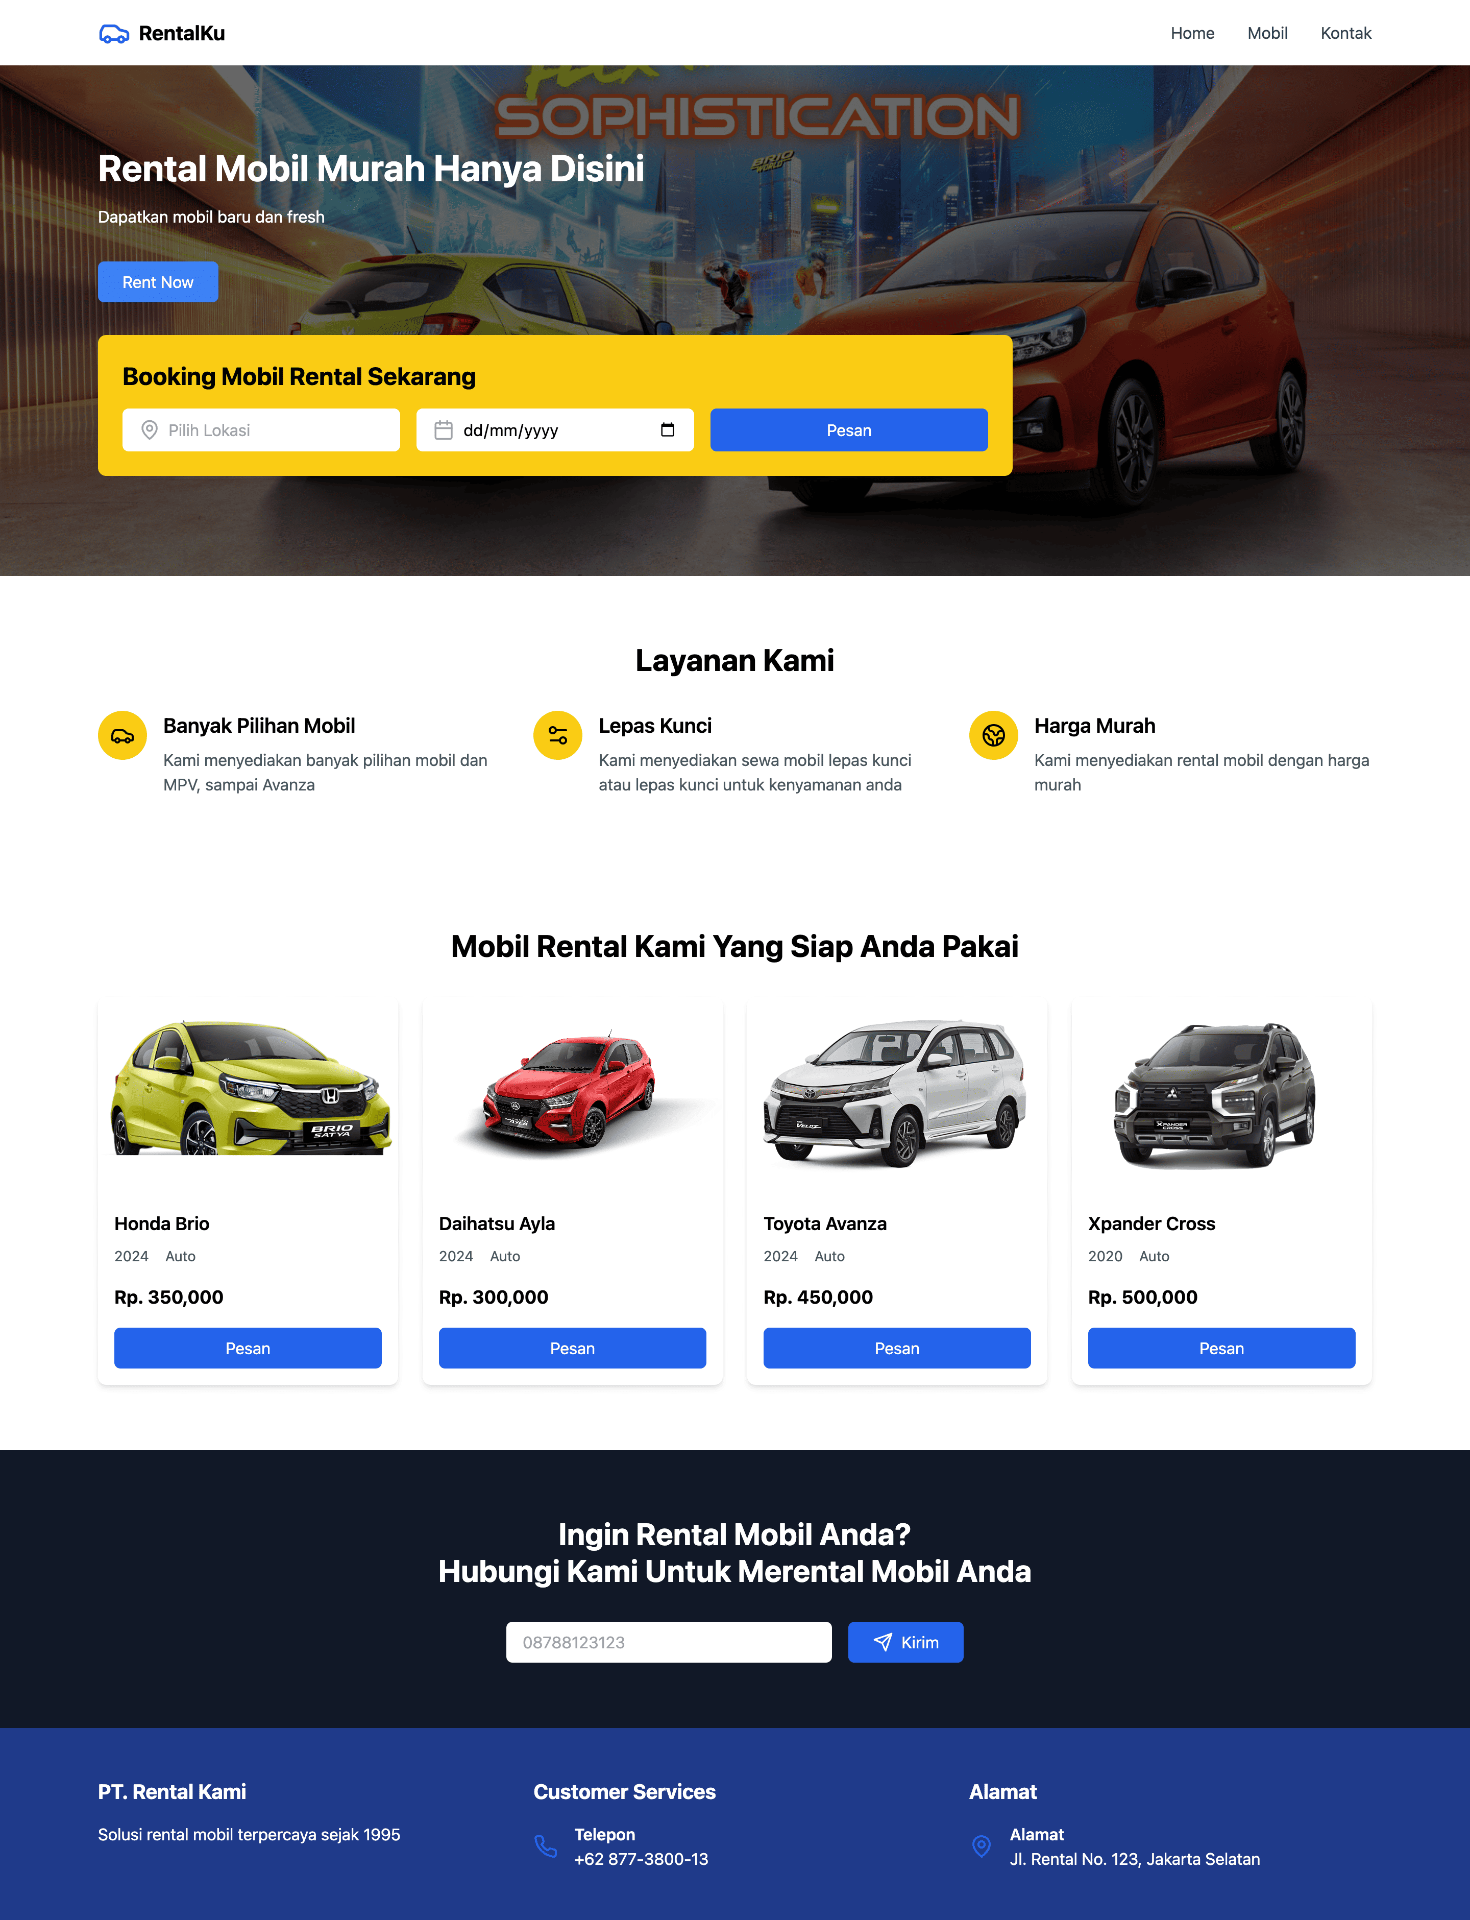 RentalKu
Home
Mobil
Kontak
SOPHISTICATION
BRIO
WORLD
Rental Mobil Murah Hanya Disini
Dapatkan mobil baru dan fresh
Rent Now
Booking Mobil Rental Sekarang
Pilih Lokasi
dd/mm/yyyy
Pesan
Layanan Kami
Banyak Pilihan Mobil
Kami menyediakan banyak pilihan mobil dan
MPV, sampai Avanza
Lepas Kunci
Kami menyediakan sewa mobil lepas kunci
atau lepas kunci untuk kenyamanan anda
Harga Murah
Kami menyediakan rental mobil dengan harga
murah
Mobil Rental Kami Yang Siap Anda Pakai
BRIO
SATYA
Honda Brio
2024 Auto
Rp. 350,000
Pesan
Daihatsu Ayla
2024 Auto
Rp. 300,000
Pesan
VELOZ
Toyota Avanza
2024 Auto
Rp. 450,000
Pesan
XPANDER
CROSS
Xpander Cross
2020 Auto
Rp. 500,000
Pesan
Ingin Rental Mobil Anda?
Hubungi Kami Untuk Merental Mobil Anda
08788123123
Kirim
PT. Rental Kami
Solusi rental mobil terpercaya sejak 1995
Customer Services
Telepon
+62 877-3800-13
Alamat
Alamat
Jl. Rental No. 123, Jakarta Selatan